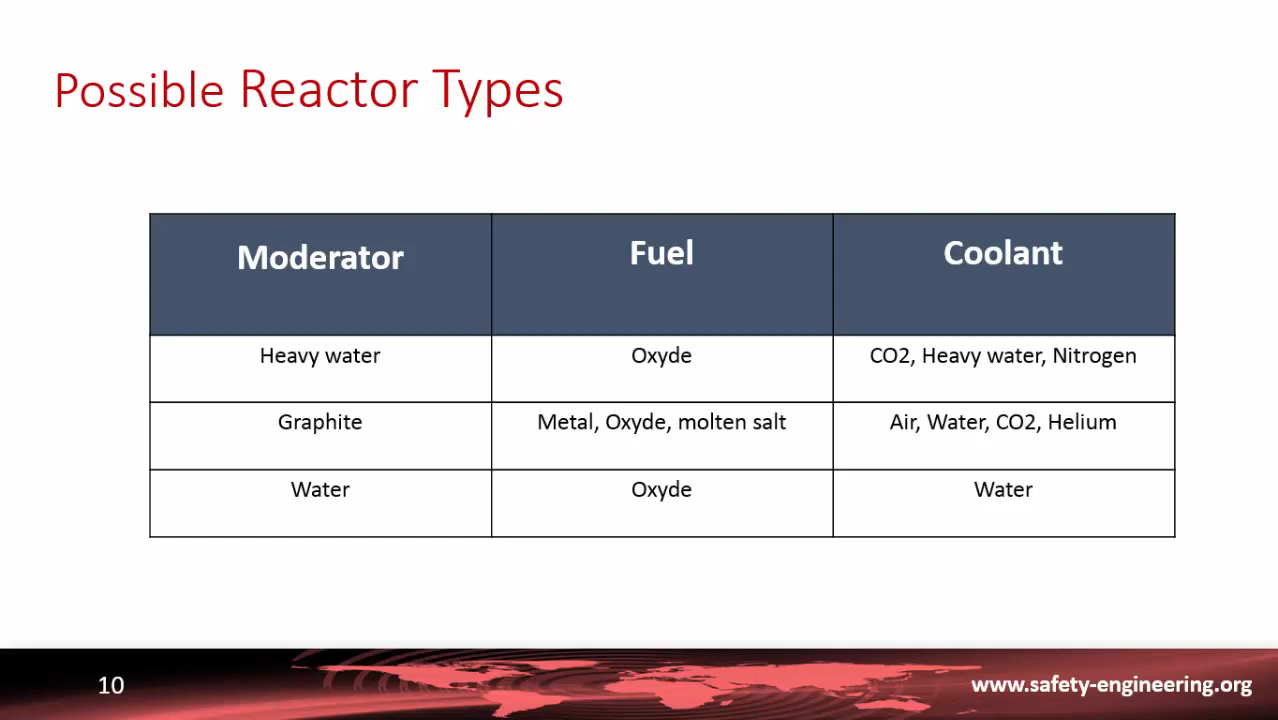 Possible Reactor Types
Moderator Fuel Coolant
Heavy water Oxyde CO2, Heavy water, Nitrogen
Graphite Metal, Oxyde, molten salt Air, Water, CO2, Helium
Water Oxyde Water
10 www.safety-engineering.org